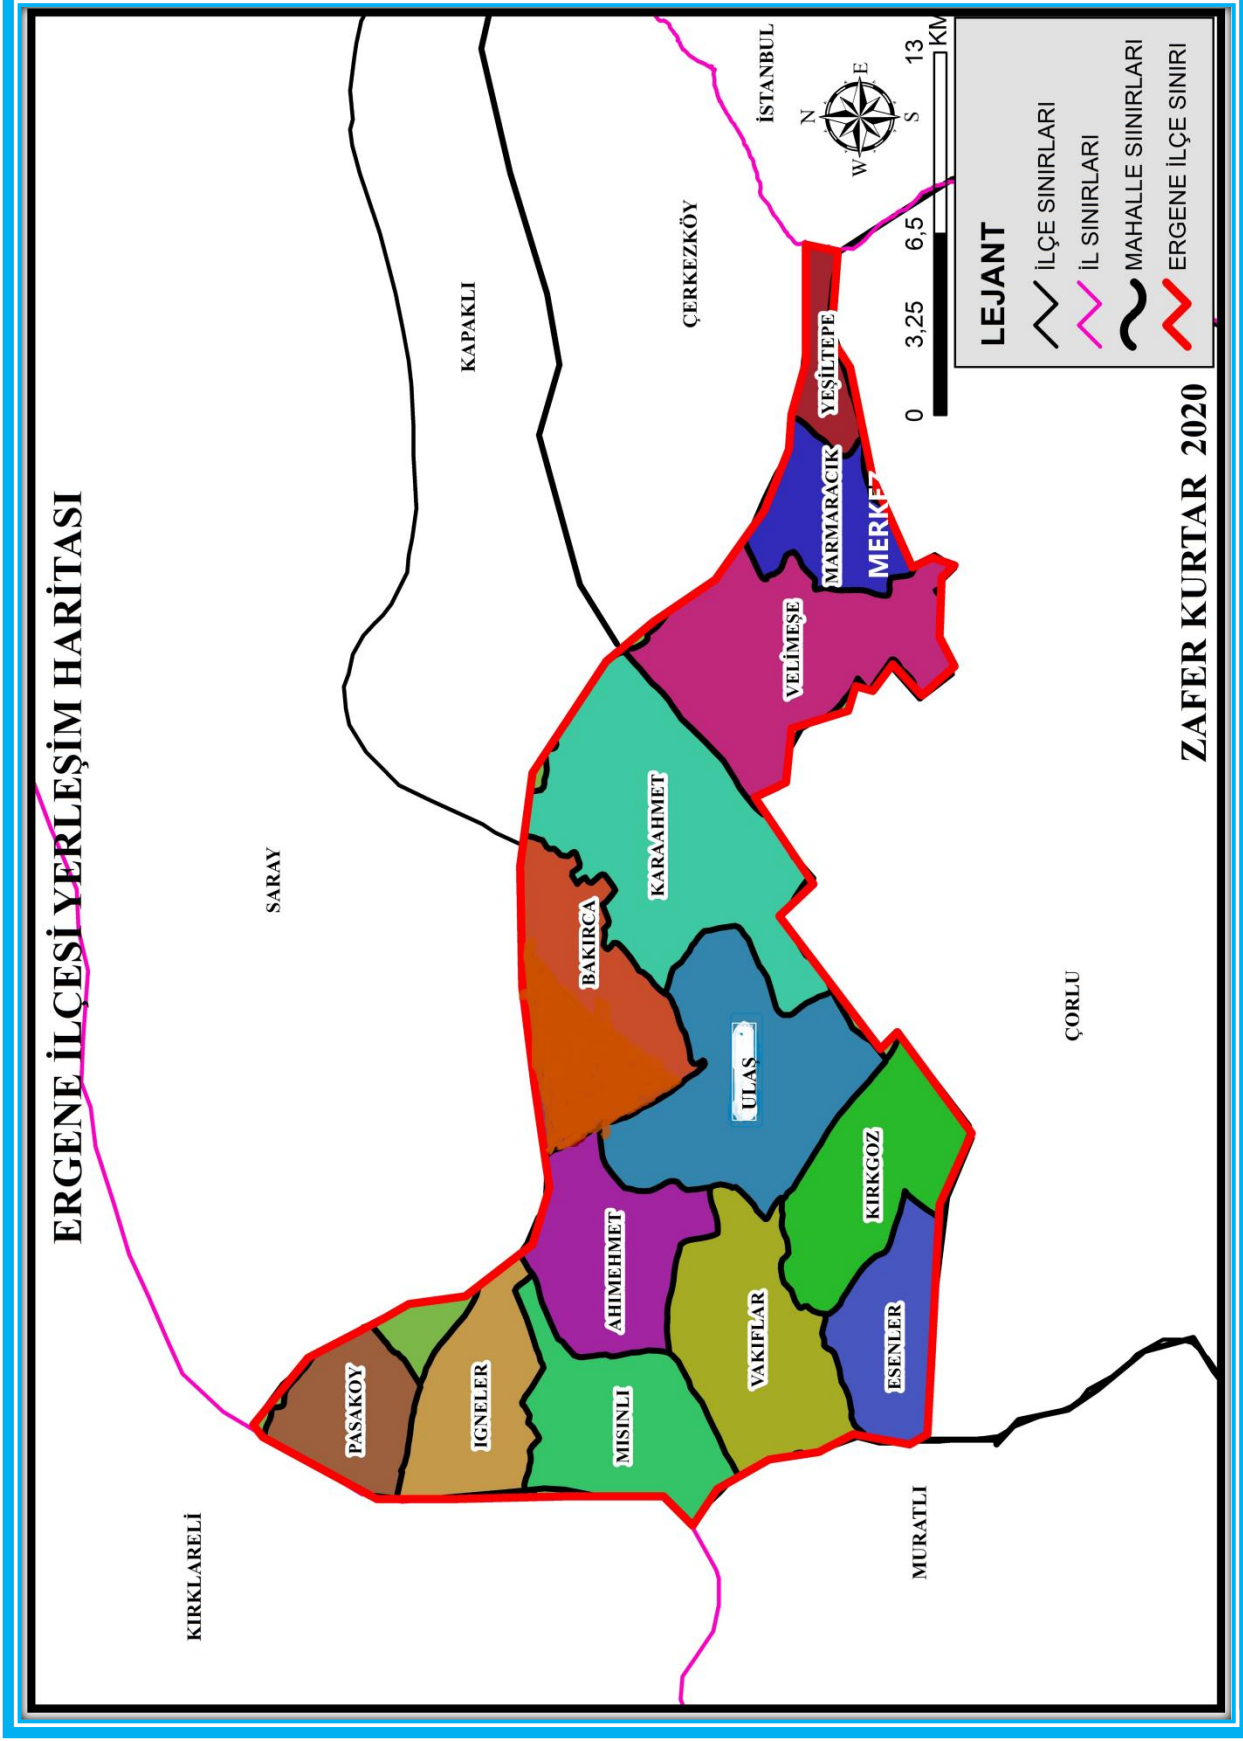 ERGENE İLÇESİ YERLEŞİM HARİTASI
KIRKLARELİ
SARAY
KAPAKLI
ÇERKEZKÖY
İSTANBUL
N
W
E
S
PASAKOY
IGNELER
MISINLI
AHIMEHMET
BAKIRCA
KARAAHMET
ULAŞ
VAKIFLAR
KIRKGOZ
ESENLER
VELİMEŞE
MARMARACIK
YEŞİLTEPE
MERKEZ
MURATLI
ÇORLU
0 3,25 6,5 13
KM
LEJANT
İLÇE SINIRLARI
İL SINIRLARI
MAHALLE SIINIRLARI
ERGENE İLÇE SINIRI
ZAFER KURTAR 2020